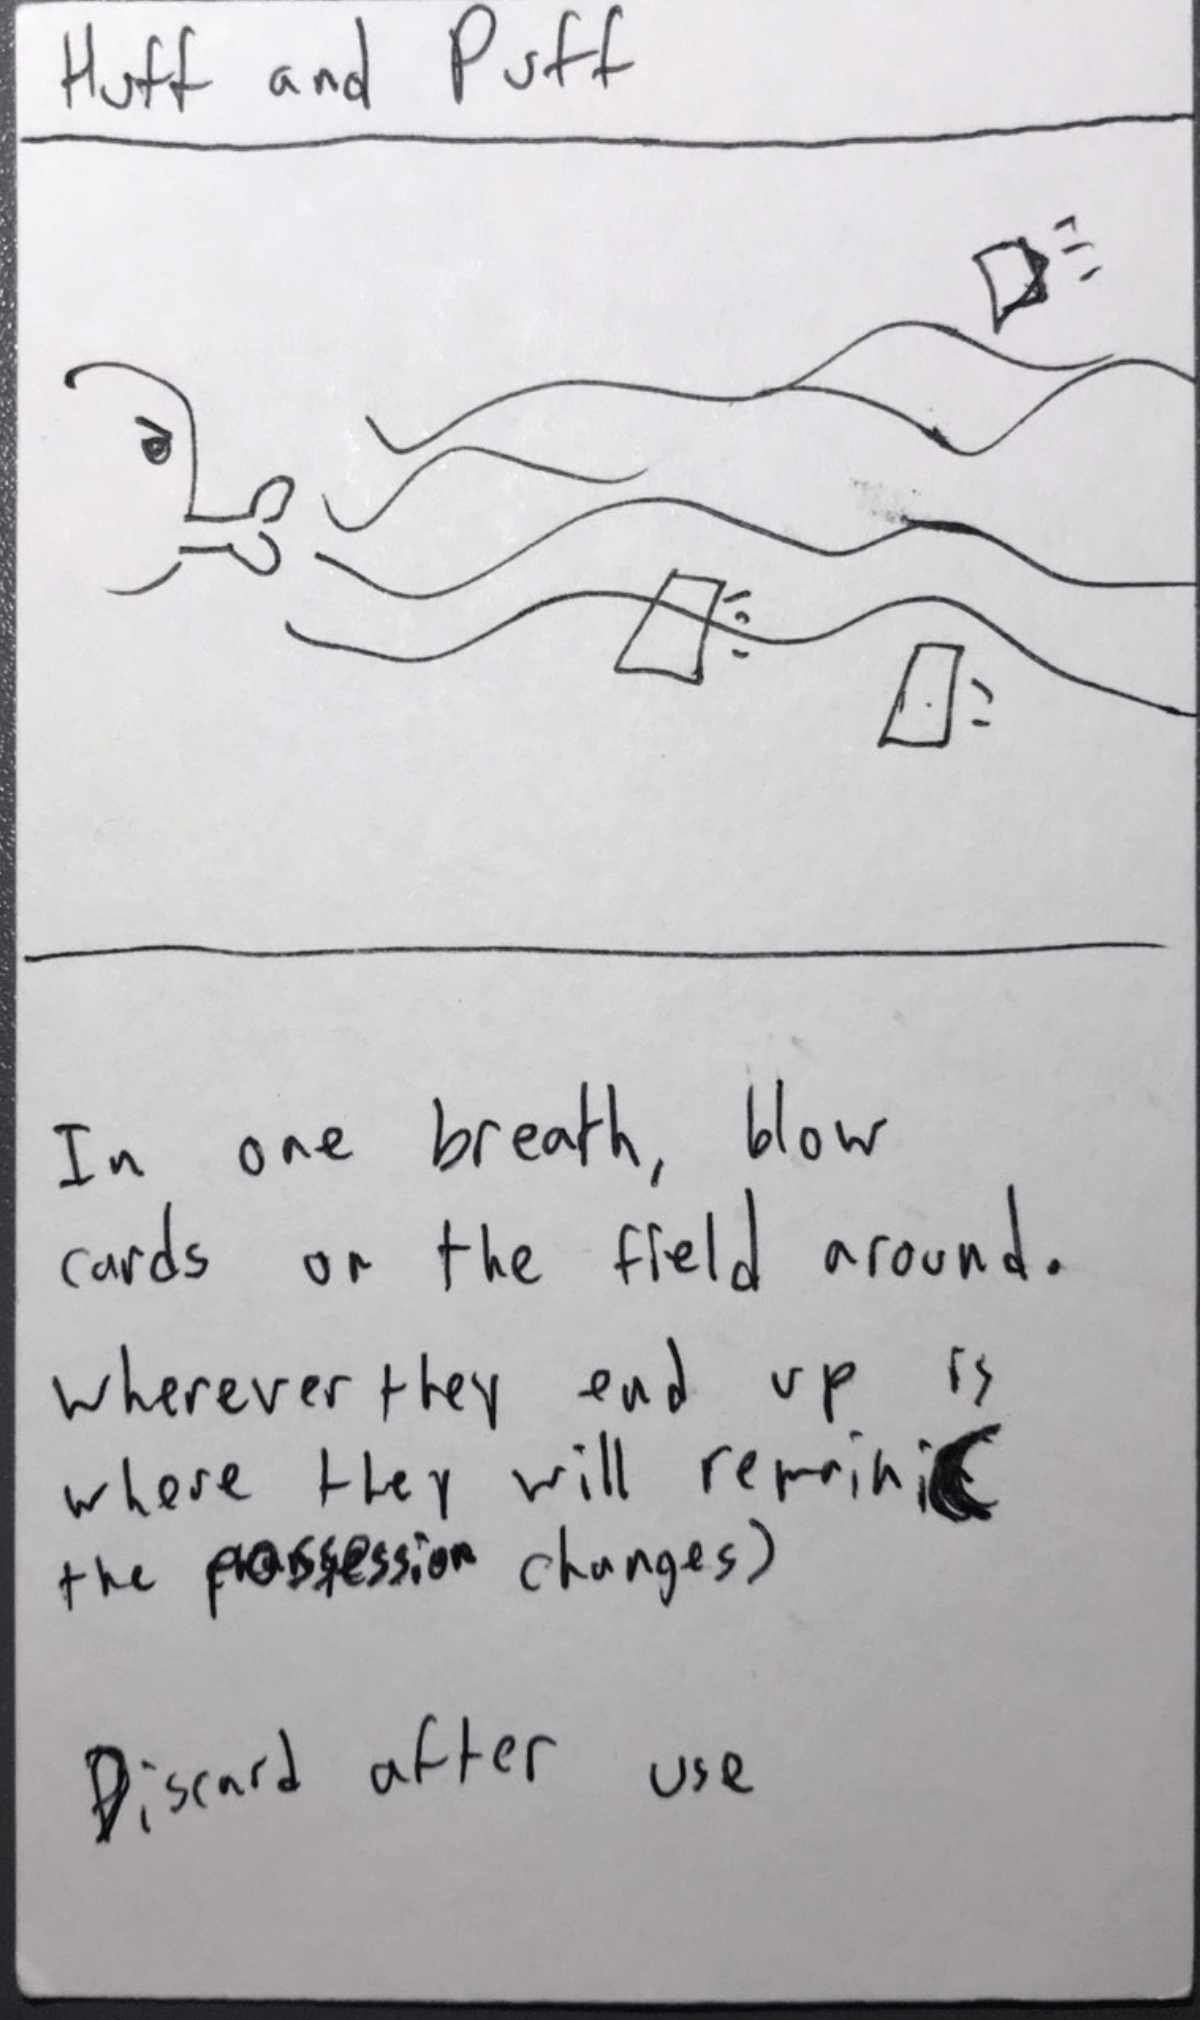 Huff and Puff
In one breath, blow
cards on the field around.
Wherever they end up is
where they will remain (
the possession changes)
Discard after use